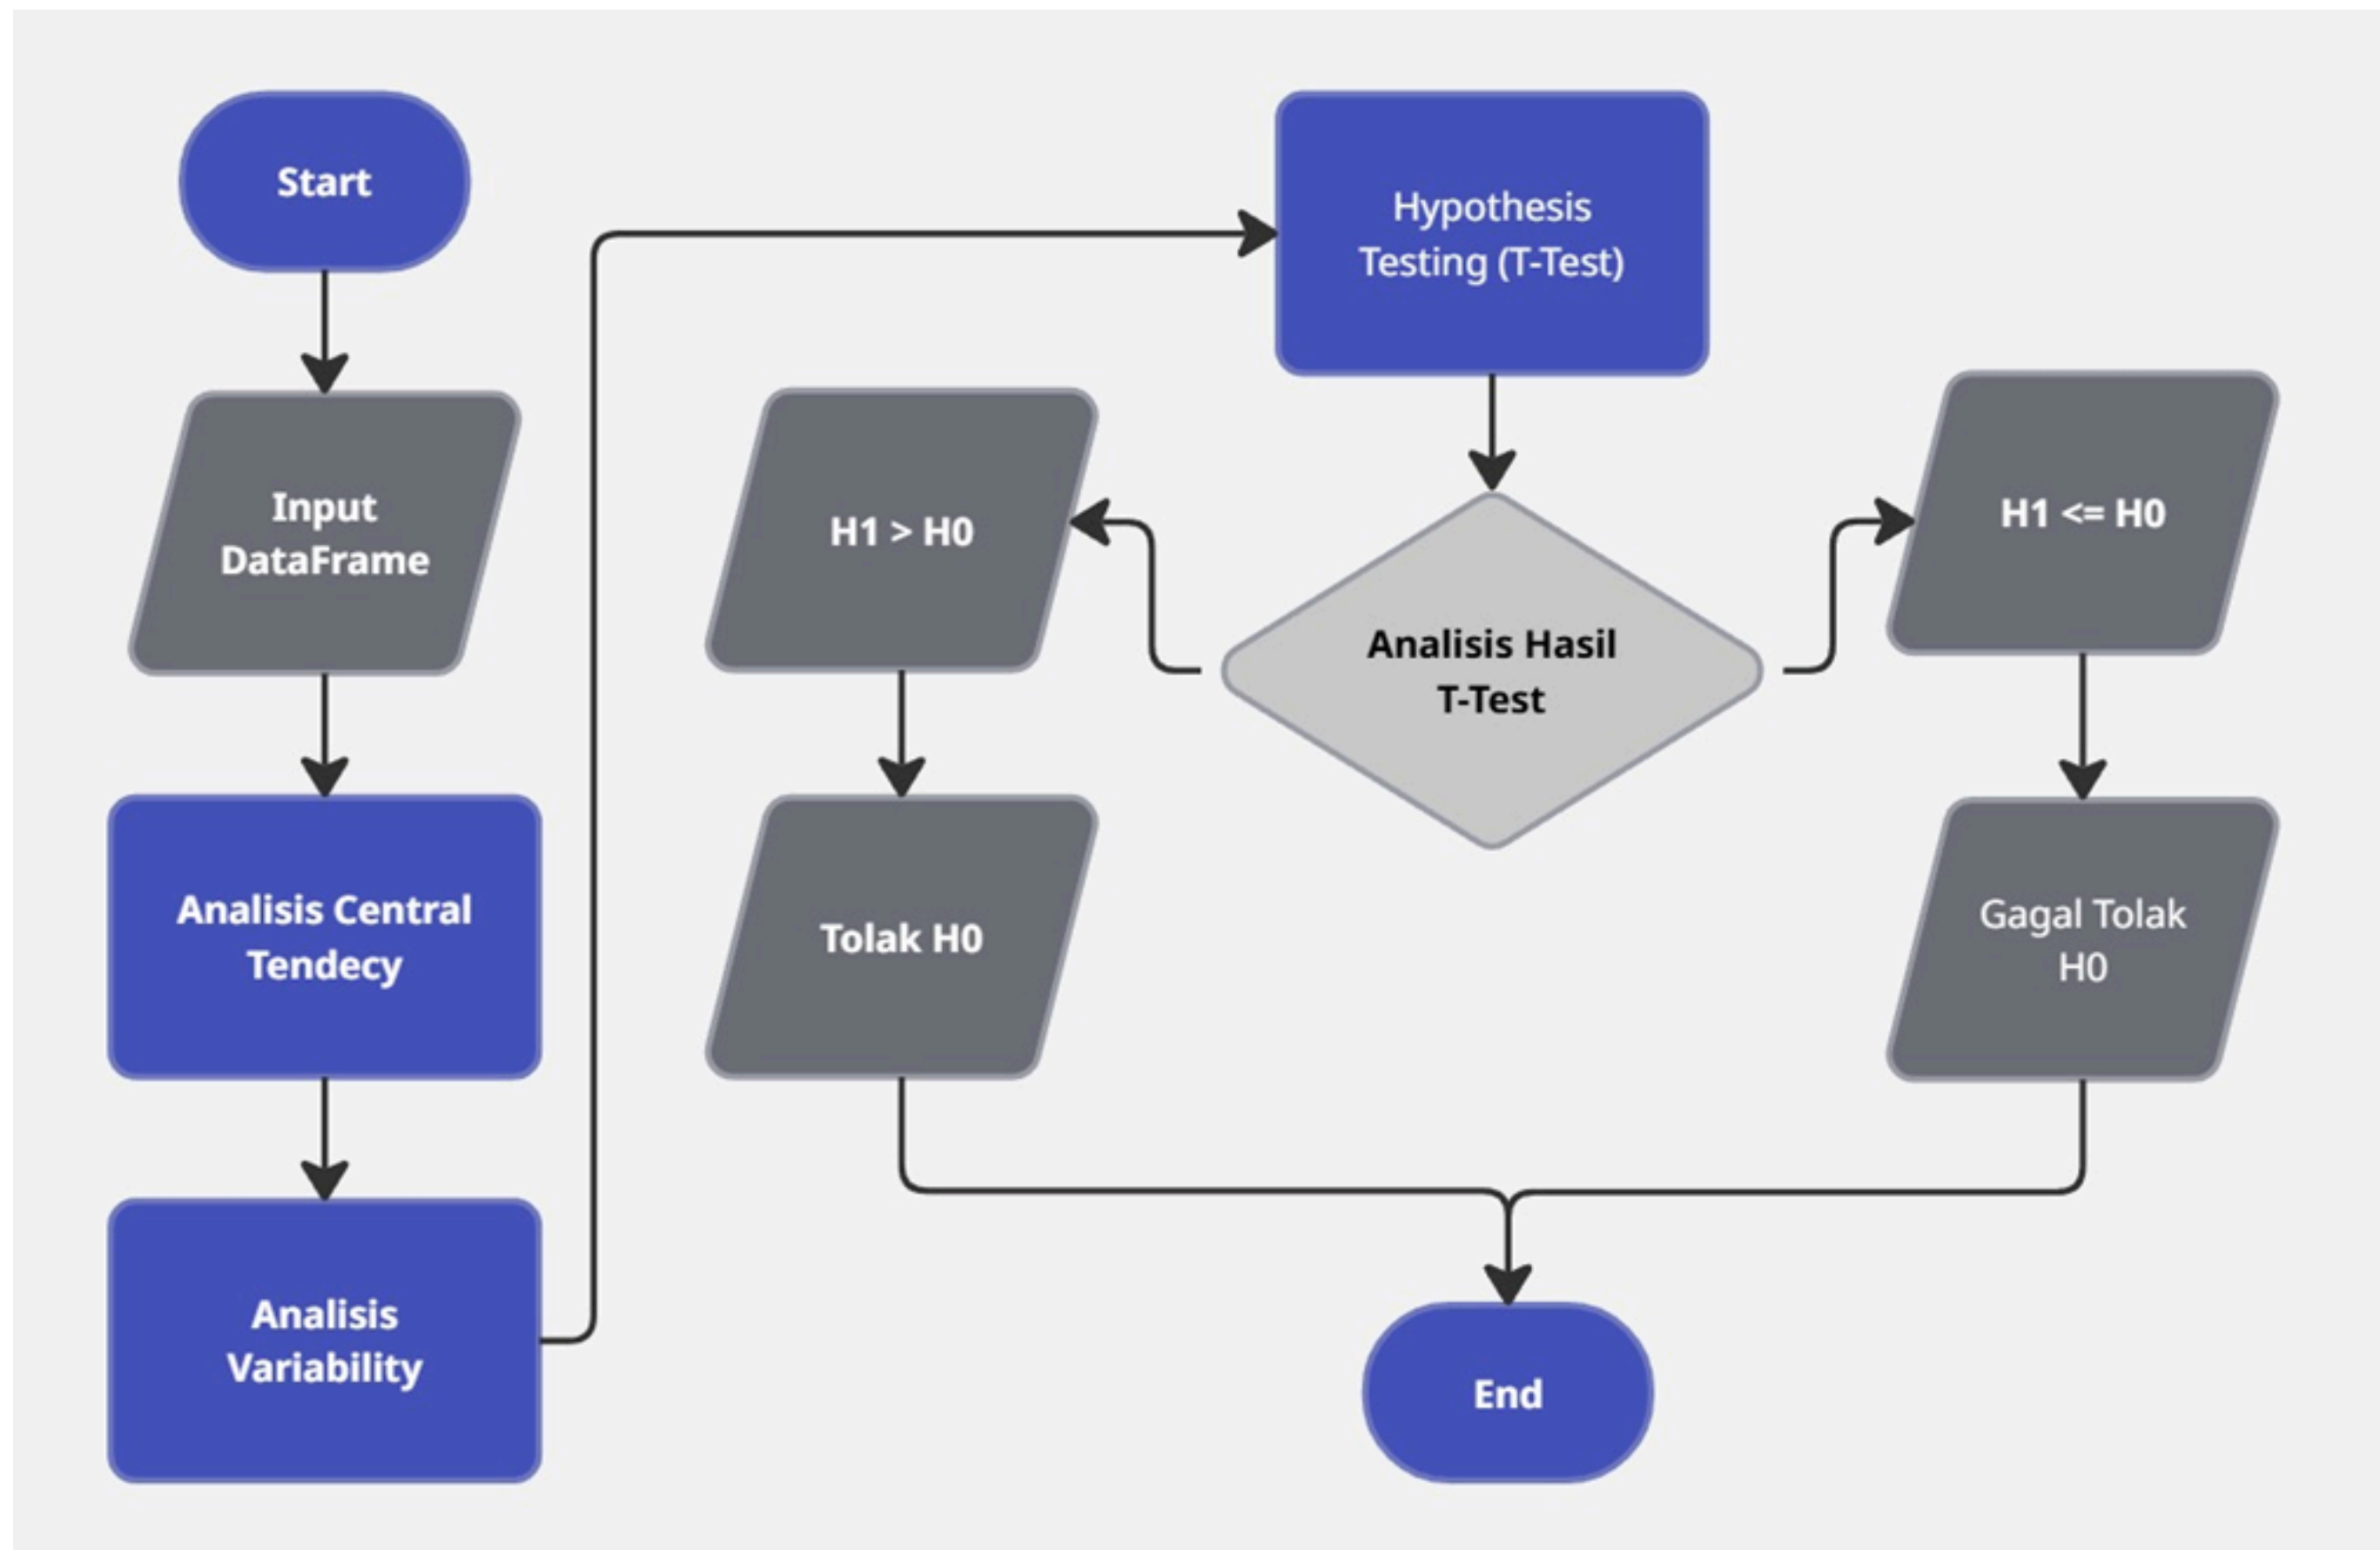 Start
Input
DataFrame
Analisis Central
Tendecy
Analisis
Variability
Hypothesis
Testing (T-Test)
Analisis Hasil
T-Test
H1 > H0
Tolak H0
H1 <= H0
Gagal Tolak
H0
End